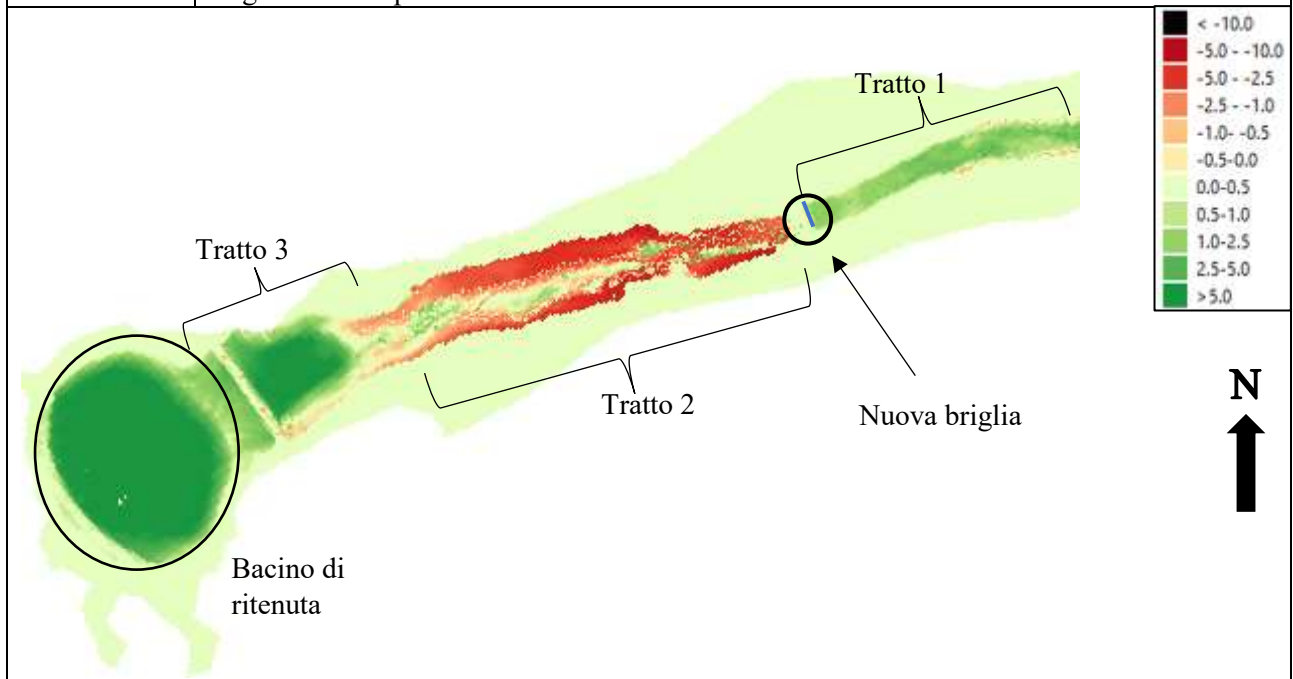 < -10.0
-5.0 - -10.0
-5.0 - -2.5
-2.5 - -1.0
-1.0- -0.5
-0.5-0.0
0.0-0.5
0.5-1.0
1.0-2.5
2.5-5.0
>5.0
Tratto 1
Tratto 3
Tratto 2
Nuova briglia
N
Bacino di
ritenuta